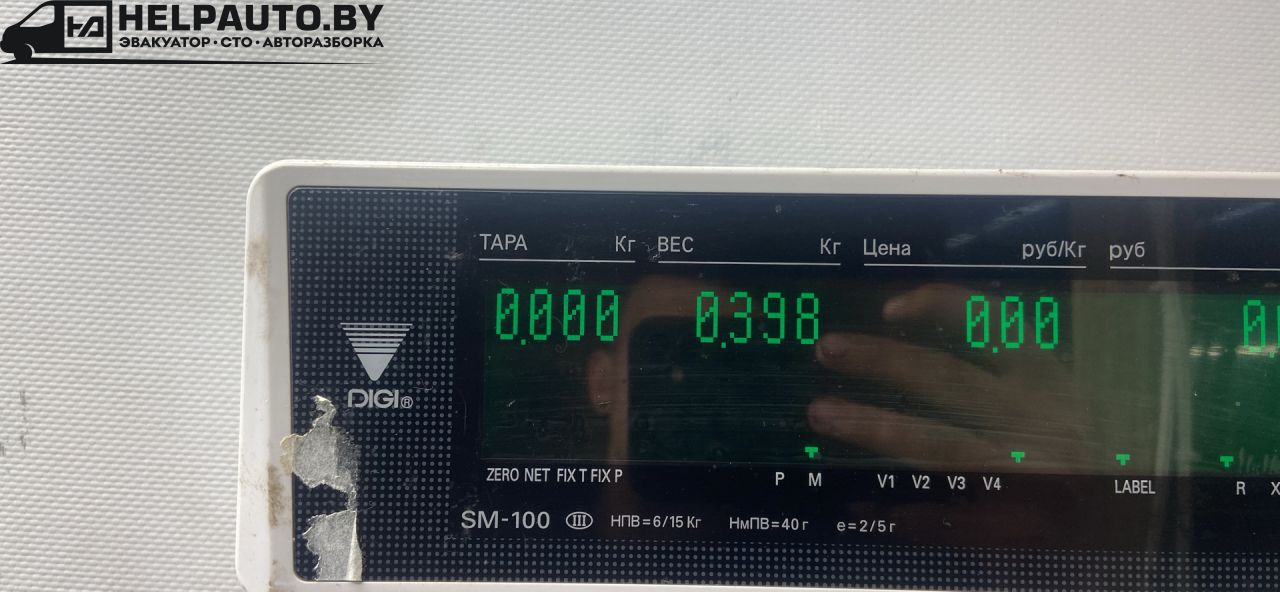 HELPAUTO.BY
ЭВАКУАТОР · СТО · АВТОРАЗБОРКА
ТАРА Кг ВЕС Кг Цена руб/Кг руб
0.000 0.398 0.00
DIGI®
ZERO NET FIX T FIX P P M V1 V2 V3 V4 LABEL R
SM-100 III НПВ=6/15 Кг НмПВ=40 г e=2/5 г